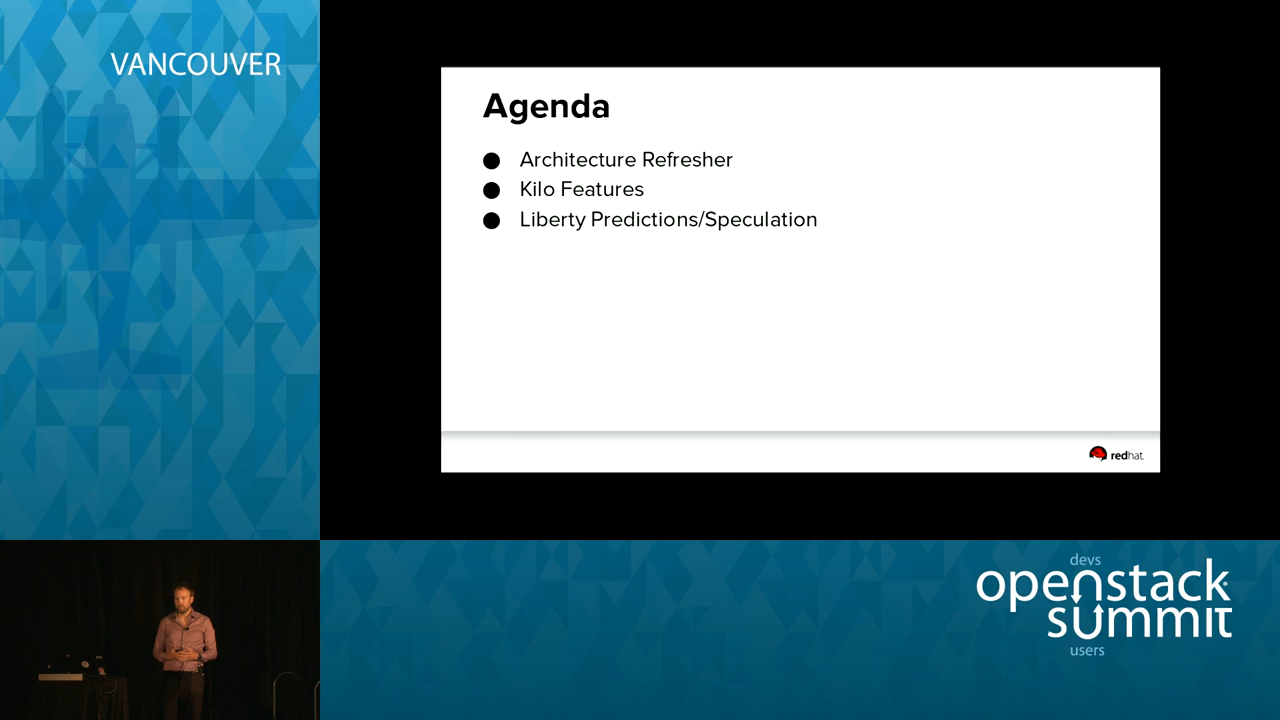 VANCOUVER
Agenda
Architecture Refresher
Kilo Features
Liberty Predictions/Speculation
redhat
devs
openstack
summit
users